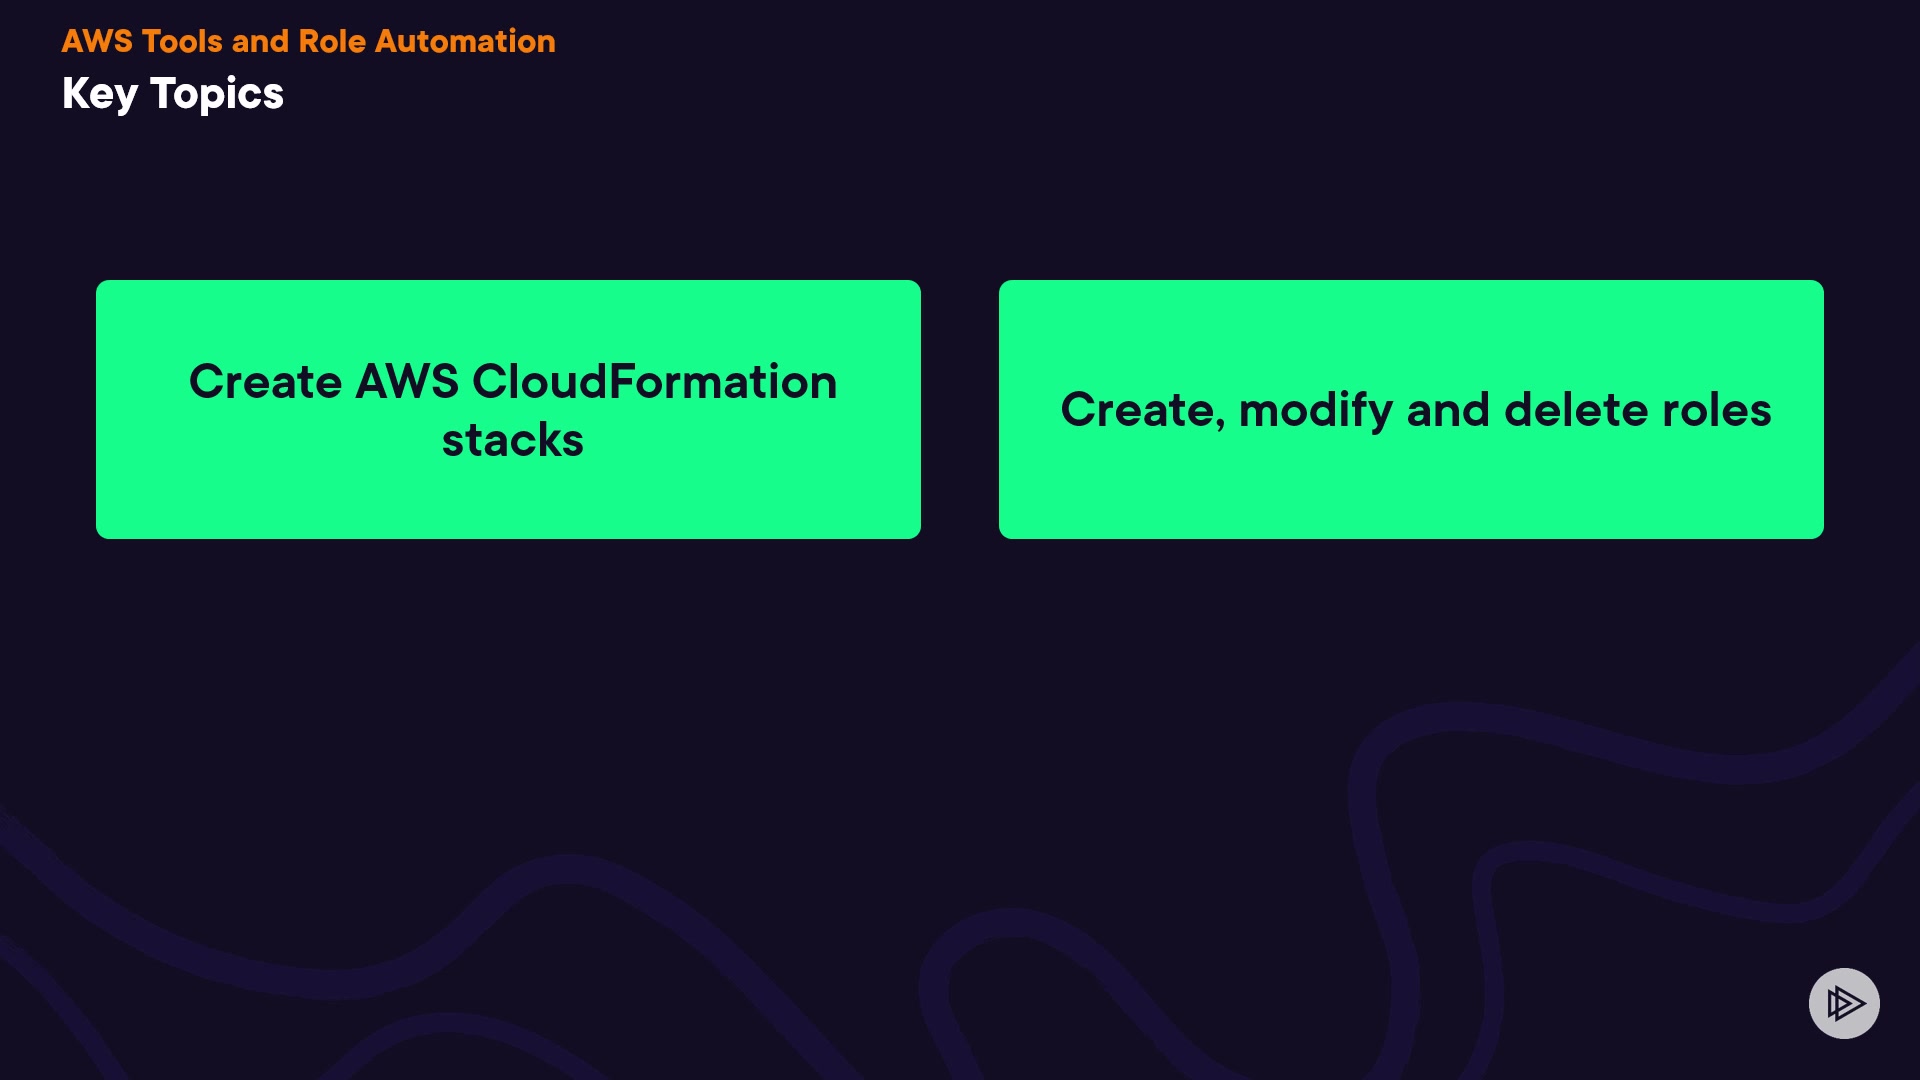 AWS Tools and Role Automation
Key Topics
Create AWS CloudFormation
stacks
Create, modify and delete roles